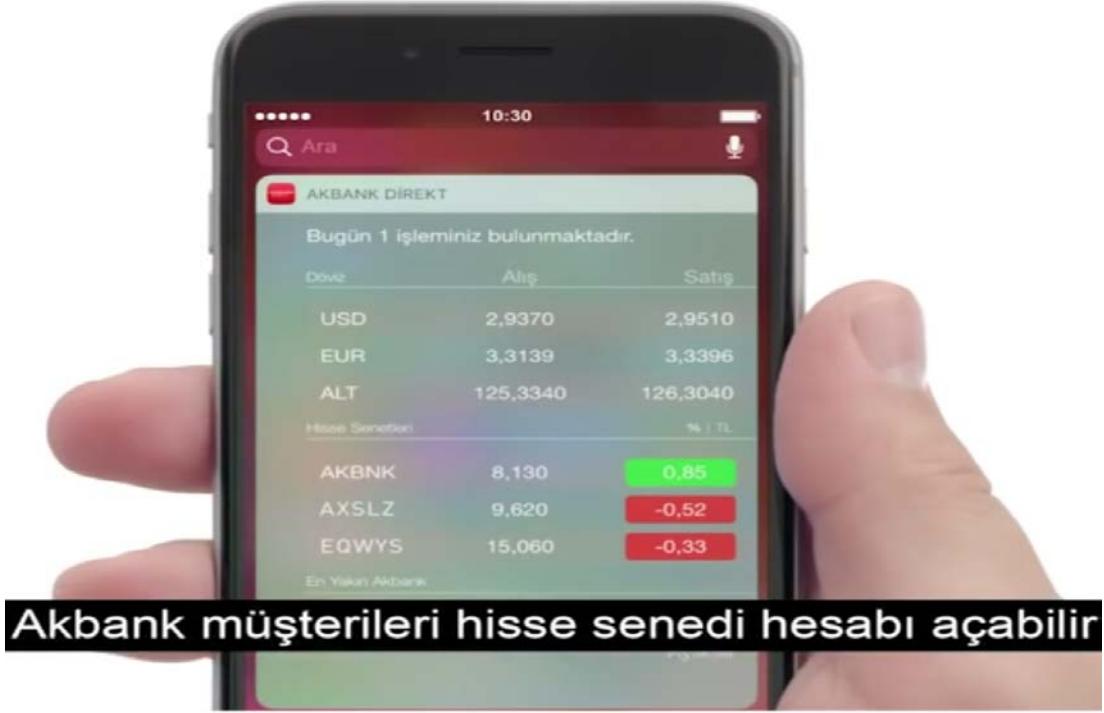 10:30
Ara
AKBANK DİREKT
Bugün 1 işleminiz bulunmaktadır.
Döviz Alış Satış
USD 2,9370 2,9510
EUR 3,3139 3,3396
ALT 125,3340 126,3040
Hisse Senetleri % | TL
AKBNK 8,130 0,85
AXSLZ 9,620 -0,52
EQWYS 15,060 -0,33
En Yakın Akbank
Akbank müşterileri hisse senedi hesabı açabilir